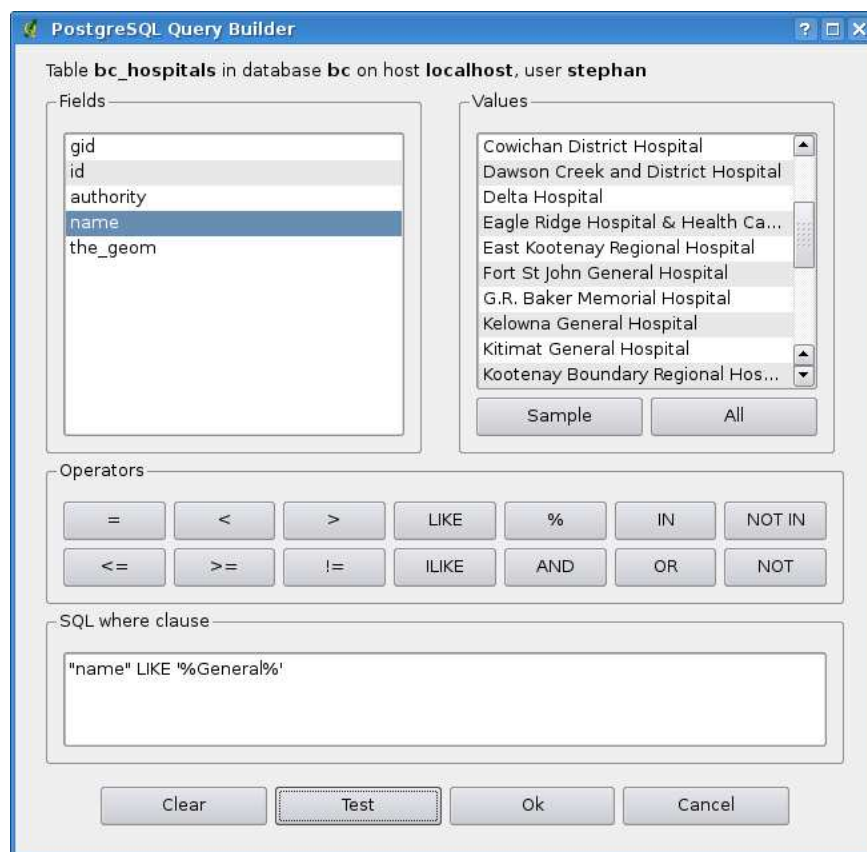 PostgreSQL Query Builder
Table bc_hospitals in database bc on host localhost, user stephan
Fields
gid
id
authority
name
the_geom
Values
Cowichan District Hospital
Dawson Creek and District Hospital
Delta Hospital
Eagle Ridge Hospital & Health Ca...
East Kootenay Regional Hospital
Fort St John General Hospital
G.R. Baker Memorial Hospital
Kelowna General Hospital
Kitimat General Hospital
Kootenay Boundary Regional Hos...
Sample All
Operators
= < > LIKE % IN NOT IN
<= >= != ILIKE AND OR NOT
SQL where clause
"name" LIKE '%General%'
Clear Test Ok Cancel